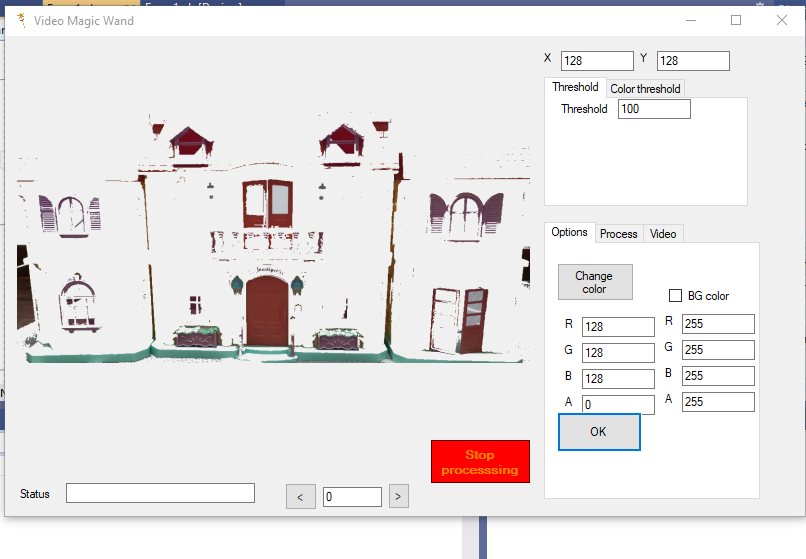 Video Magic Wand
X 128 Y 128
Threshold Color threshold
Threshold 100
Options Process Video
Change
color
BG color
R 128 R 255
G 128 G 255
B 128 B 255
A 0 A 255
OK
Stop
processsing
Status < 0 >